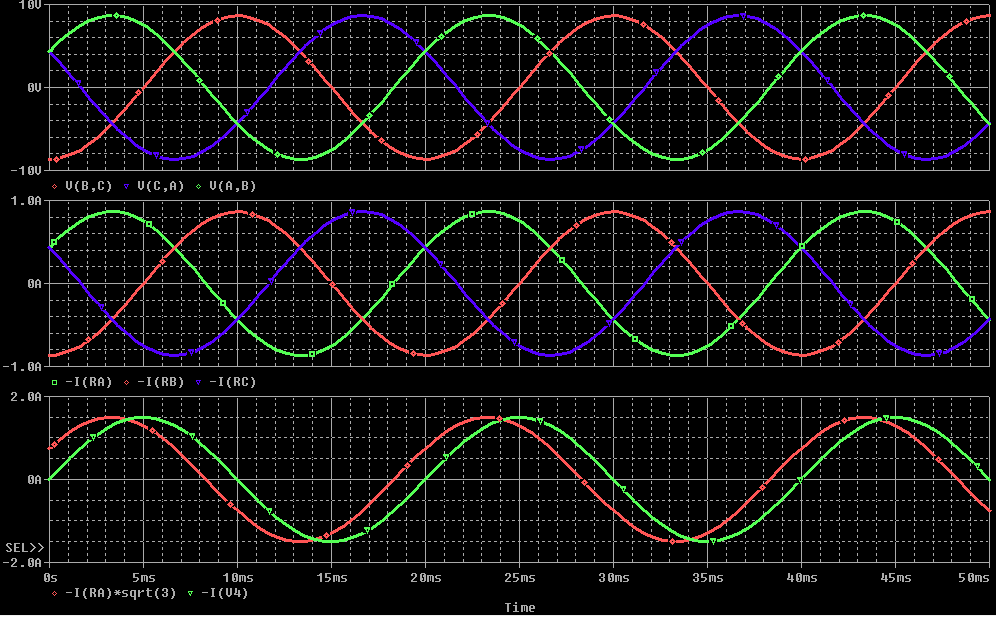 10V
0V
-10V
V(B,C) V(C,A) V(A,B)
1.0A
0A
-1.0A
-I(RA) -I(RB) -I(RC)
2.0A
0A
SEL>>
-2.0A
0s 5ms 10ms 15ms 20ms 25ms 30ms 35ms 40ms 45ms 50ms
-I(RA)*sqrt(3) -I(V4)
Time